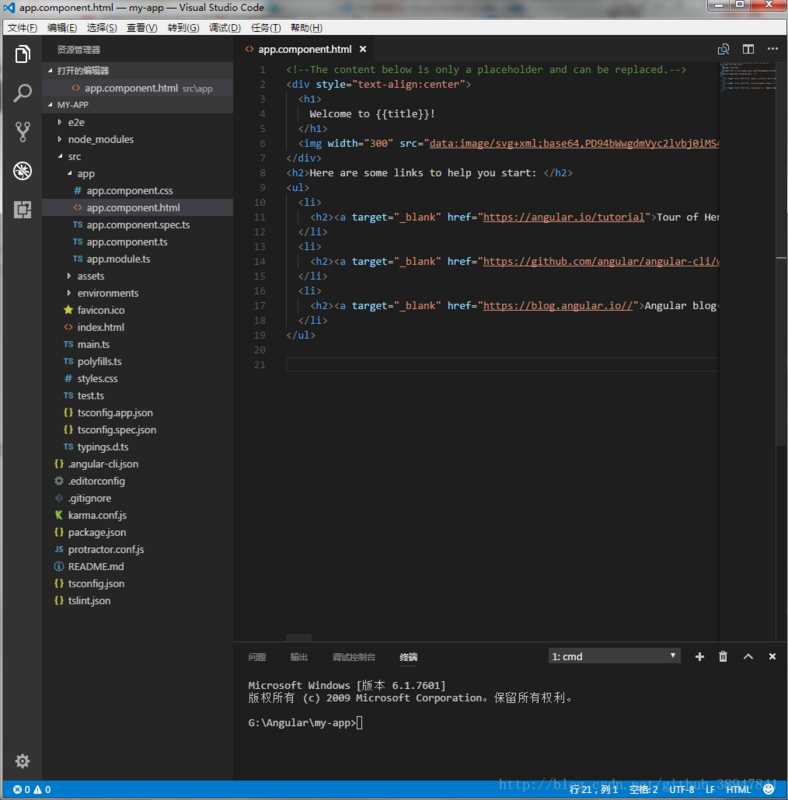 app.component.html — my-app — Visual Studio Code
文件(F) 编辑(E) 选择(S) 查看(V) 转到(G) 调试(D) 任务(T) 帮助(H)
资源管理器
打开的编辑器
app.component.html src\app
MY-APP
e2e
node_modules
src
app
app.component.css
app.component.html
TS app.component.spec.ts
TS app.component.ts
TS app.module.ts
assets
environments
favicon.ico
index.html
TS main.ts
TS polyfills.ts
styles.css
TS test.ts
tsconfig.app.json
tsconfig.spec.json
TS typings.d.ts
.angular-cli.json
.editorconfig
.gitignore
karma.conf.js
package.json
JS protractor.conf.js
README.md
tsconfig.json
tslint.json
app.component.html
1 <!--The content below is only a placeholder and can be replaced.-->
2 <div style="text-align:center">
3 <h1>
4 Welcome to {{title}}!
5 </h1>
6 <img width="300" src="data:image/svg+xml;base64,PD94bWwgdmVyc2lvbj0iMS4
7 </div>
8 <h2>Here are some links to help you start: </h2>
9 <ul>
10 <li>
11 <h2><a target="_blank" href="https://angular.io/tutorial">Tour of Her
12 </li>
13 <li>
14 <h2><a target="_blank" href="https://github.com/angular/angular-cli/w
15 </li>
16 <li>
17 <h2><a target="_blank" href="https://blog.angular.io//">Angular blog<
18 </li>
19 </ul>
20
21
问题 输出 调试控制台 终端 1: cmd
Microsoft Windows [版本 6.1.7601]
版权所有 (c) 2009 Microsoft Corporation。保留所有权利。
G:\Angular\my-app>
http://blog.csdn.net/github_38947841
0 0 行 21，列 1 空格: 2 UTF-8 LF HTML